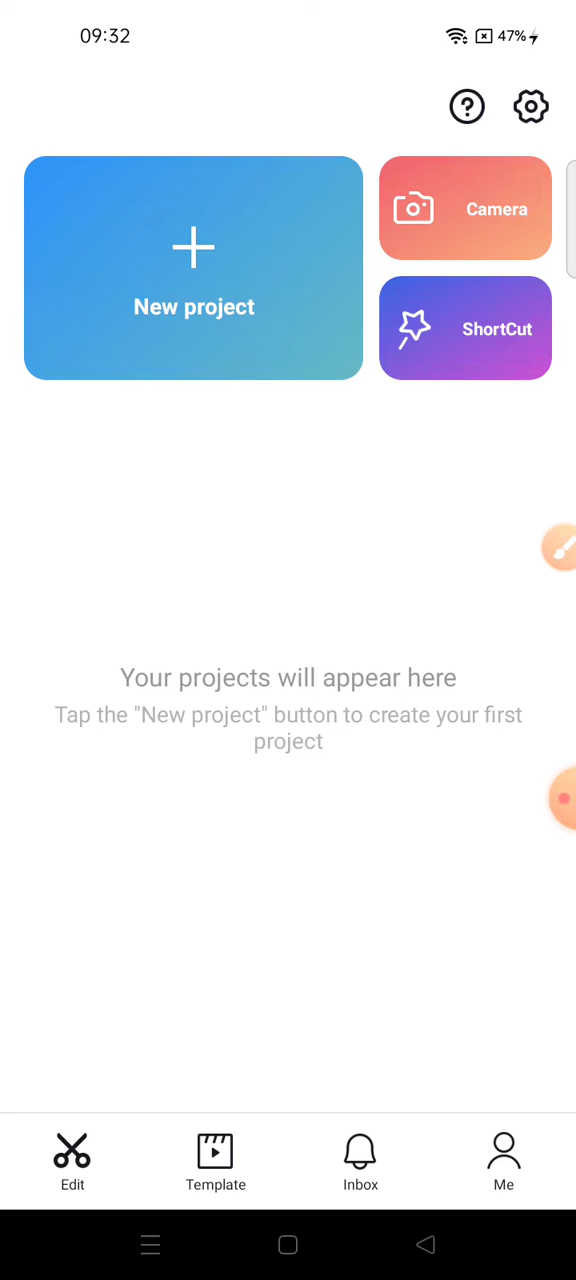 09:32
47%
New project
Camera
ShortCut
Your projects will appear here
Tap the "New project" button to create your first
project
Edit
Template
Inbox
Me